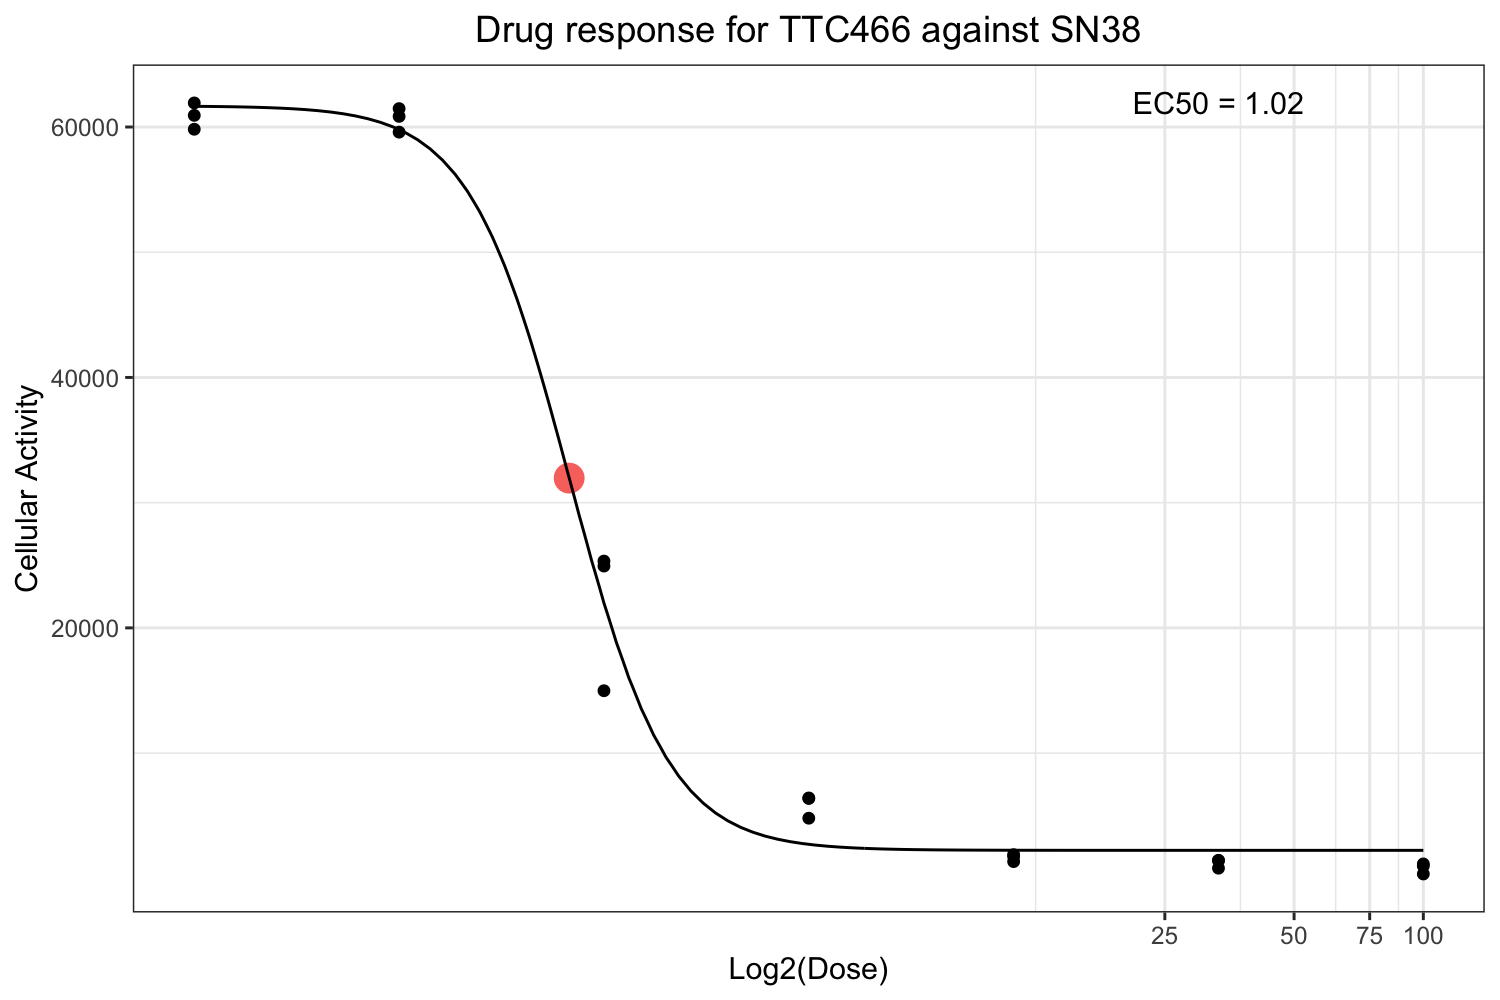 Drug response for TTC466 against SN38
EC50 = 1.02
60000
40000
20000
Cellular Activity
25 50 75 100
Log2(Dose)